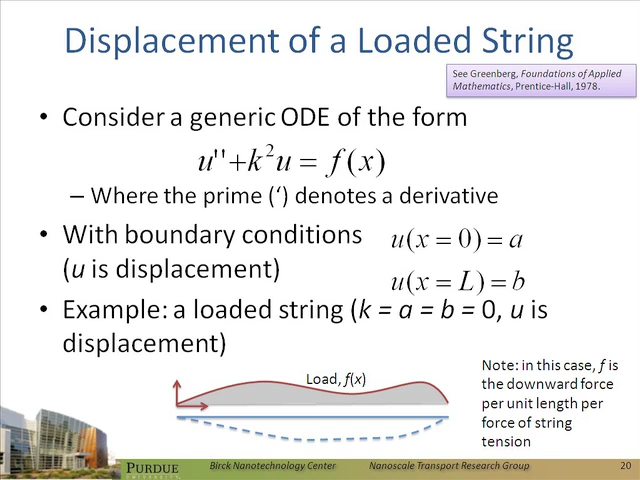 Displacement of a Loaded String
See Greenberg, Foundations of Applied
Mathematics, Prentice-Hall, 1978.
• Consider a generic ODE of the form
u''+k²u = f(x)
– Where the prime (‘) denotes a derivative
• With boundary conditions
(u is displacement)
u(x = 0) = a
u(x = L) = b
• Example: a loaded string (k = a = b = 0, u is
displacement)
Load, f(x)
Note: in this case, f is
the downward force
per unit length per
force of string
tension
PURDUE
UNIVERSITY
Birck Nanotechnology Center
Nanoscale Transport Research Group
20